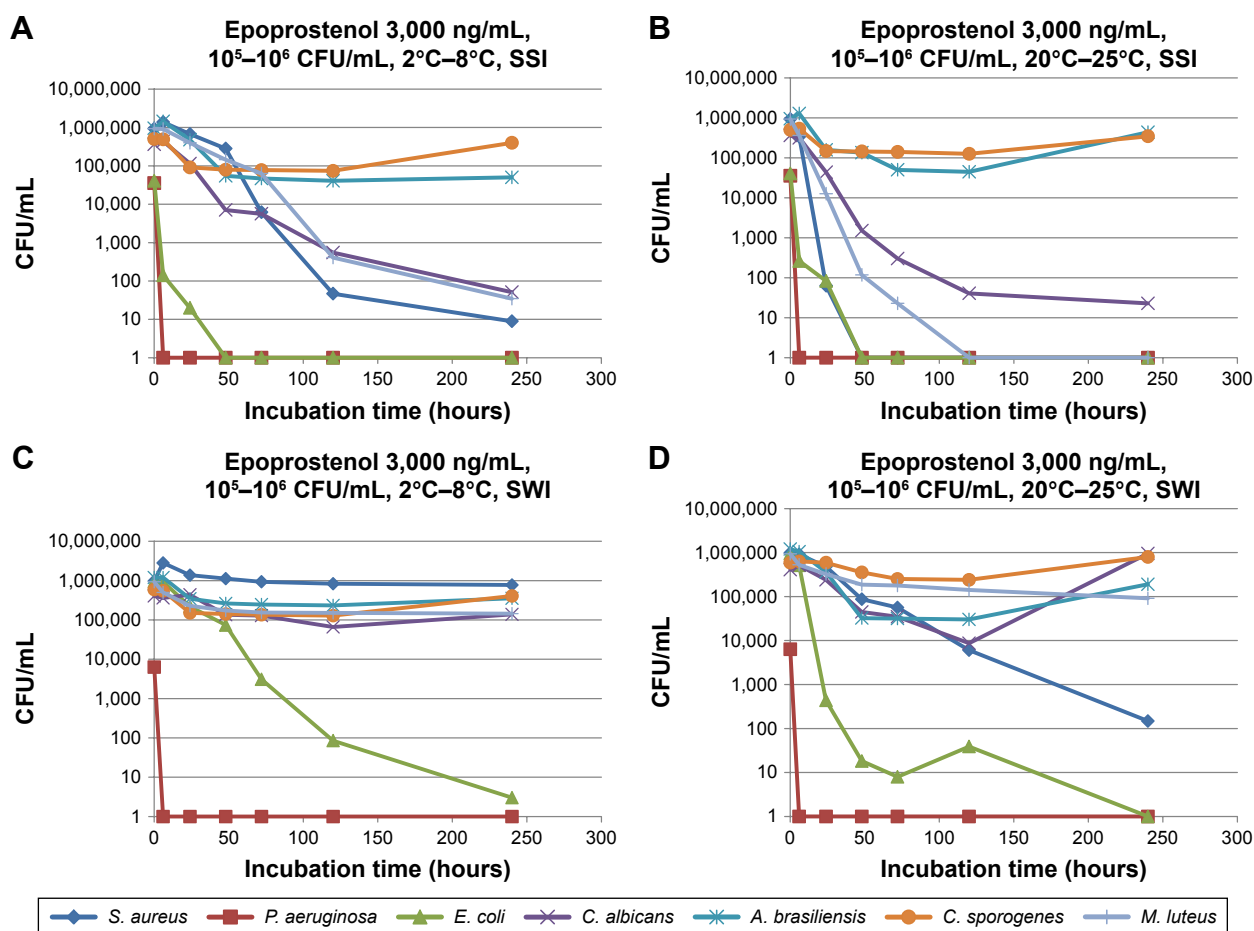 A
Epoprostenol 3,000 ng/mL,
10⁵–10⁶ CFU/mL, 2°C–8°C, SSI
CFU/mL
10,000,000
1,000,000
100,000
10,000
1,000
100
10
1
0 50 100 150 200 250 300
Incubation time (hours)
B
Epoprostenol 3,000 ng/mL,
10⁵–10⁶ CFU/mL, 20°C–25°C, SSI
CFU/mL
10,000,000
1,000,000
100,000
10,000
1,000
100
10
1
0 50 100 150 200 250 300
Incubation time (hours)
C
Epoprostenol 3,000 ng/mL,
10⁵–10⁶ CFU/mL, 2°C–8°C, SWI
CFU/mL
10,000,000
1,000,000
100,000
10,000
1,000
100
10
1
0 50 100 150 200 250 300
Incubation time (hours)
D
Epoprostenol 3,000 ng/mL,
10⁵–10⁶ CFU/mL, 20°C–25°C, SWI
CFU/mL
10,000,000
1,000,000
100,000
10,000
1,000
100
10
1
0 50 100 150 200 250 300
Incubation time (hours)
S. aureus P. aeruginosa E. coli C. albicans A. brasiliensis C. sporogenes M. luteus